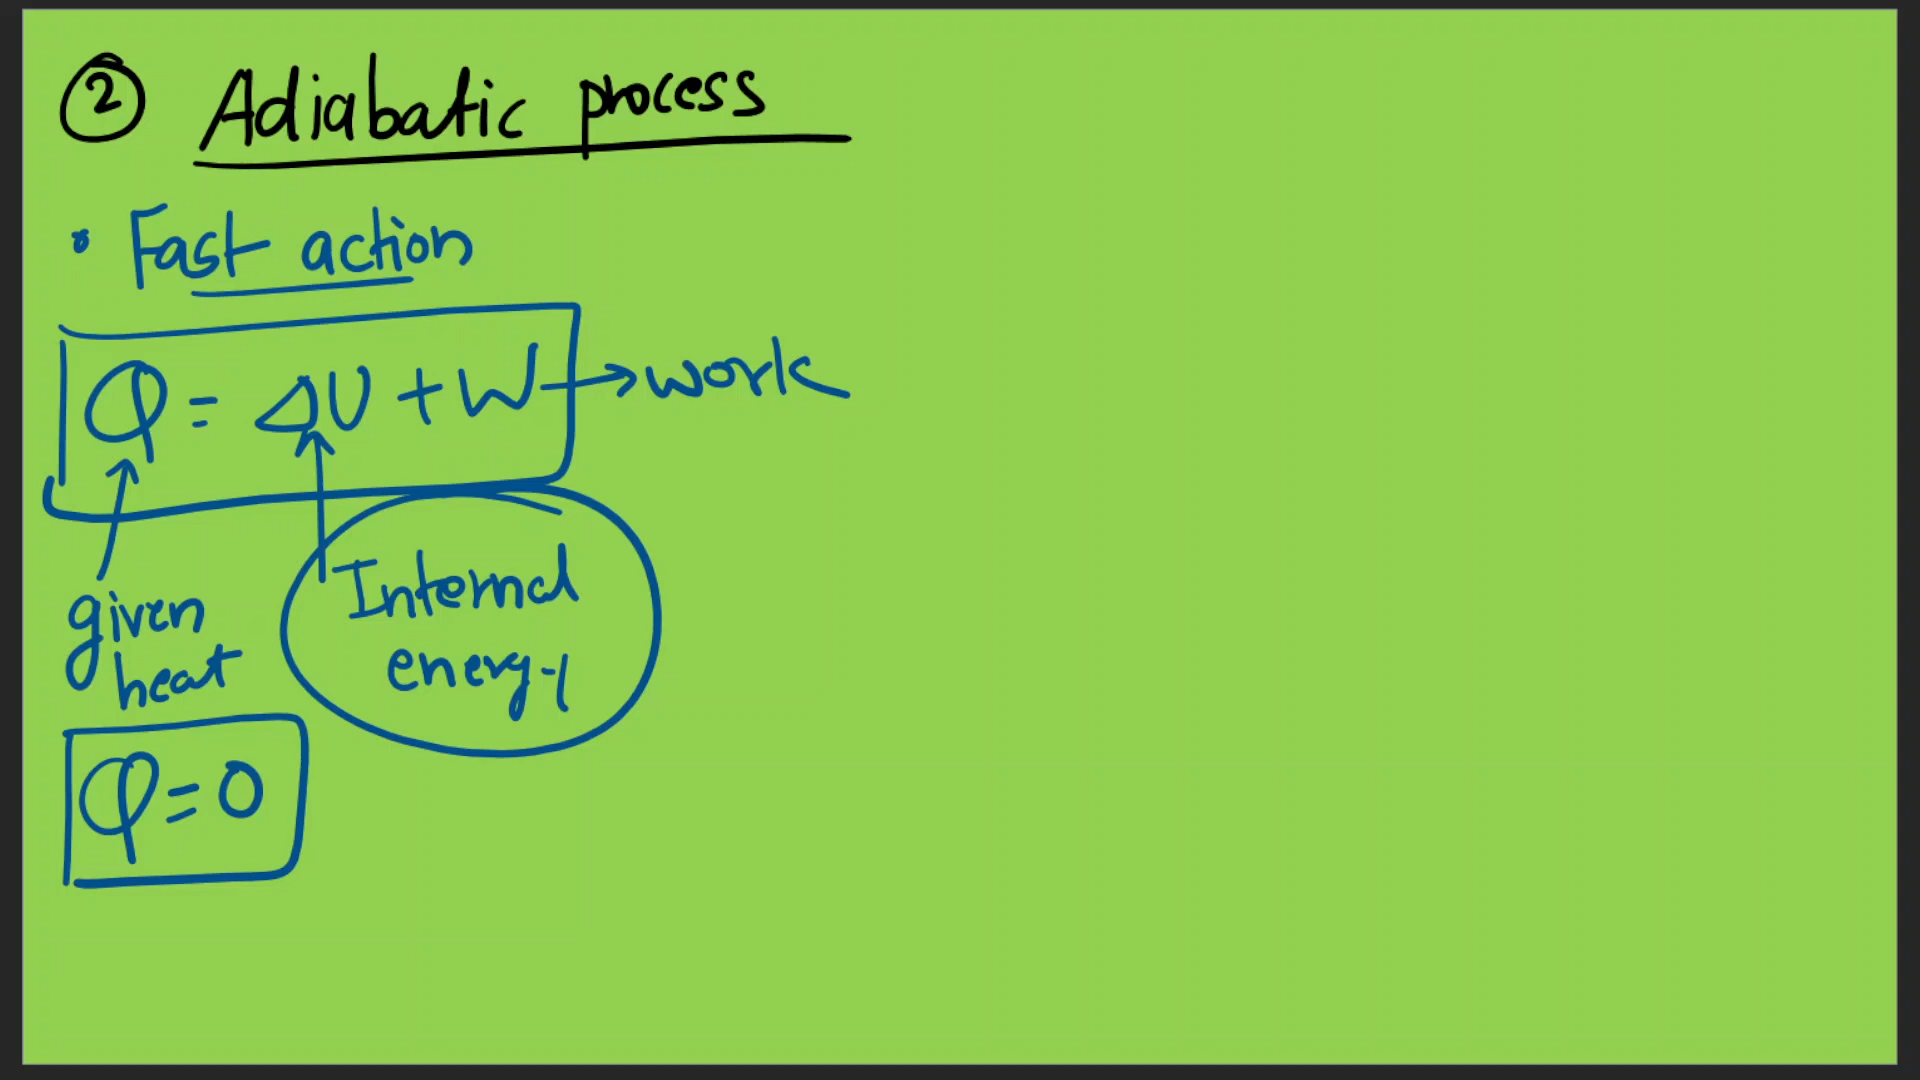 ② Adiabatic process
• Fast action
Q = ΔU + W → work
given
heat
Internal
energy
Q = 0